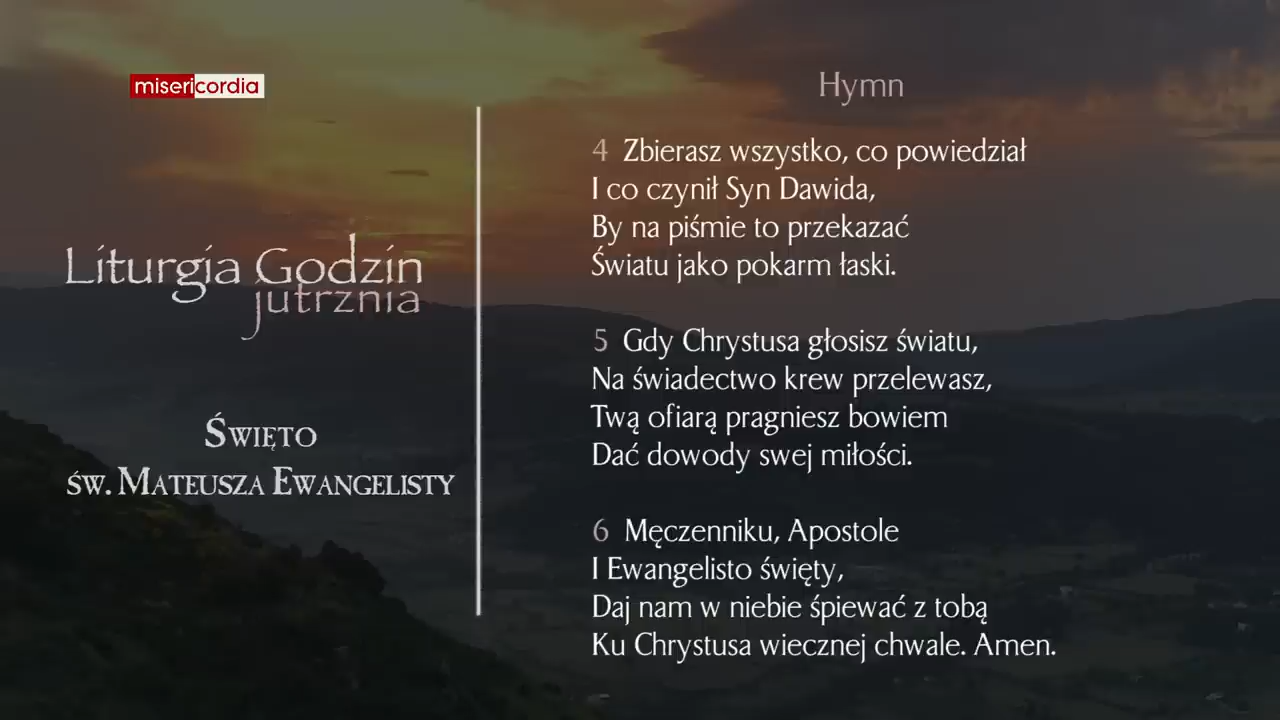 misericordia
Liturgia Godzin
jutrznia
Święto
św. Mateusza Ewangelisty
Hymn
4 Zbierasz wszystko, co powiedział
I co czynił Syn Dawida,
By na piśmie to przekazać
Światu jako pokarm łaski.
5 Gdy Chrystusa głosisz światu,
Na świadectwo krew przelewasz,
Twą ofiarą pragniesz bowiem
Dać dowody swej miłości.
6 Męczenniku, Apostole
I Ewangelisto święty,
Daj nam w niebie śpiewać z tobą
Ku Chrystusa wiecznej chwale. Amen.